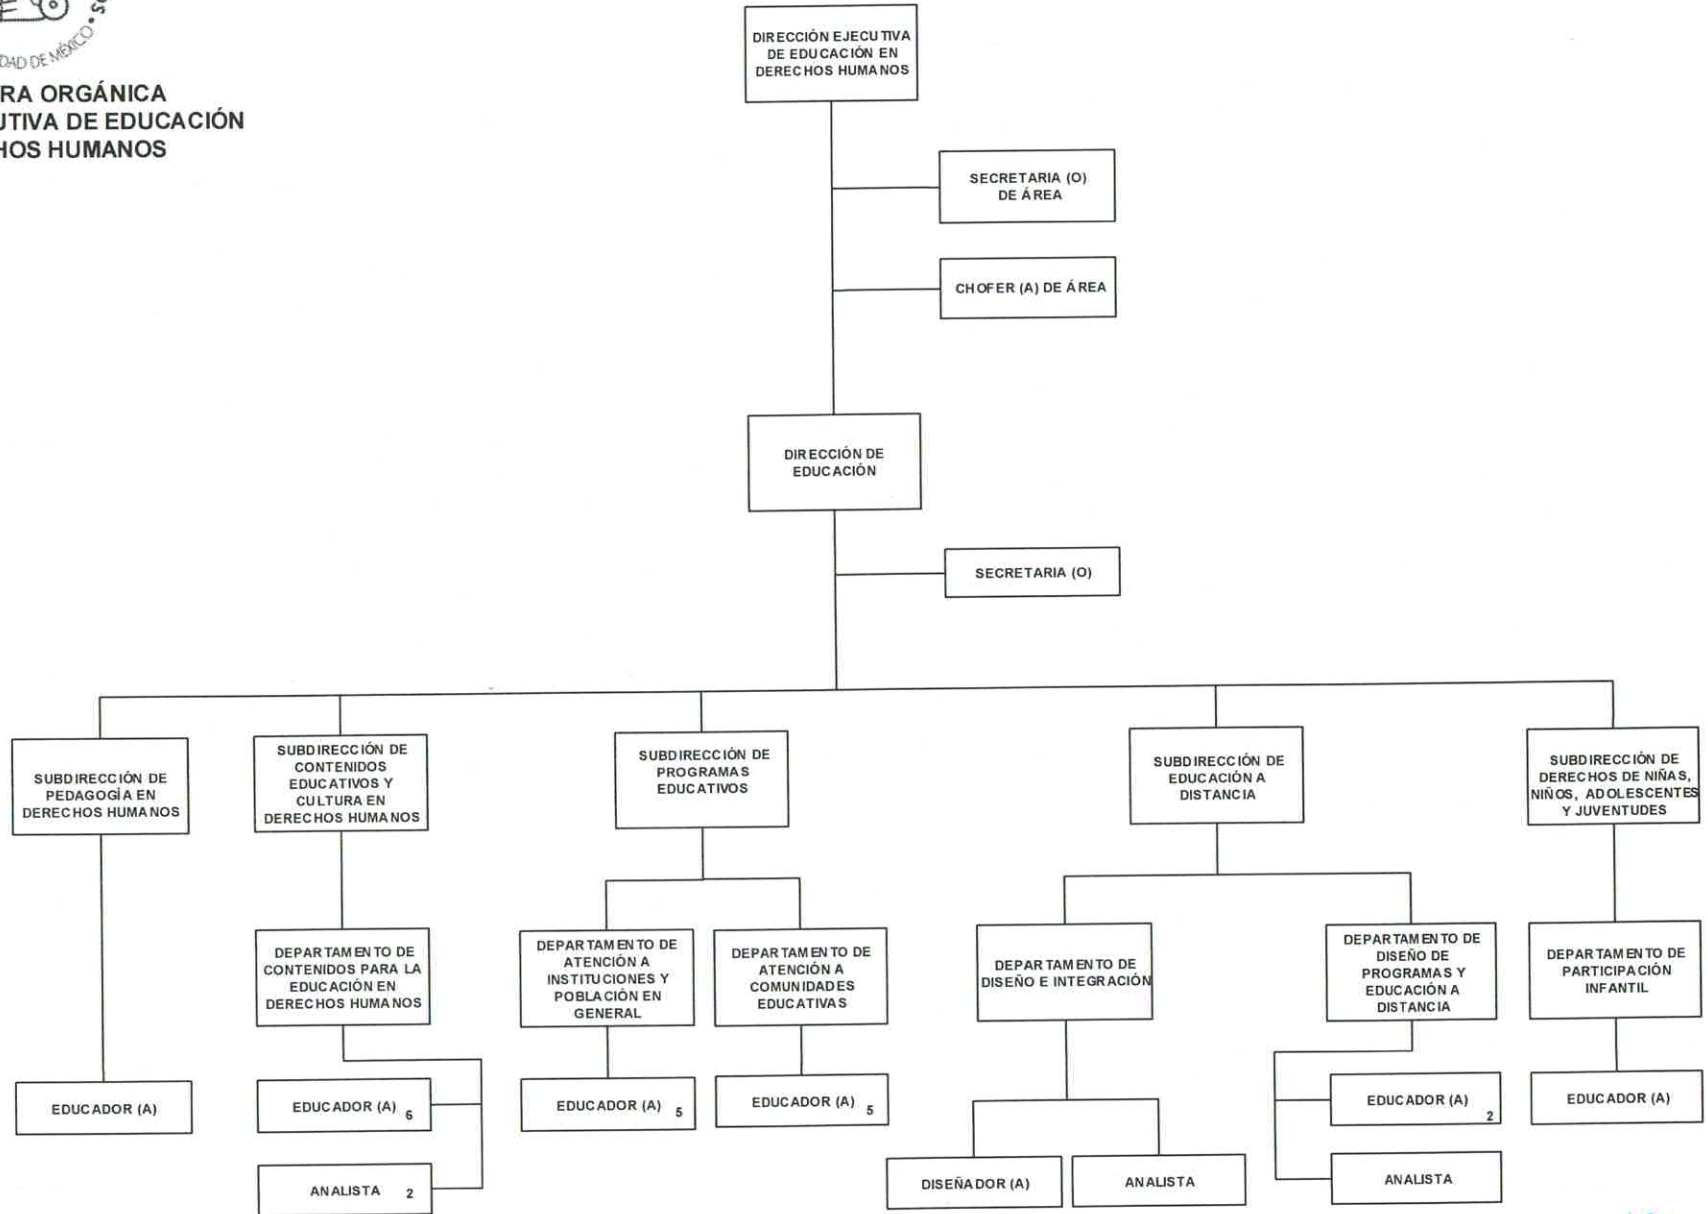 DAD DE MÉXICO
RA ORGÁNICA
UTIVA DE EDUCACIÓN
HOS HUMANOS
DIRECCIÓN EJECUTIVA
DE EDUCACIÓN EN
DERECHOS HUMANOS
SECRETARIA (O)
DE ÁREA
CHOFER (A) DE ÁREA
DIRECCIÓN DE
EDUCACIÓN
SECRETARIA (O)
SUBDIRECCIÓN DE
PEDAGOGÍA EN
DERECHOS HUMANOS
SUBDIRECCIÓN DE
CONTENIDOS
EDUCATIVOS Y
CULTURA EN
DERECHOS HUMANOS
SUBDIRECCIÓN DE
PROGRAMAS
EDUCATIVOS
SUBDIRECCIÓN DE
EDUCACIÓN A
DISTANCIA
SUBDIRECCIÓN DE
DERECHOS DE NIÑAS,
NIÑOS, ADOLESCENTES
Y JUVENTUDES
DEPARTAMENTO DE
CONTENIDOS PARA LA
EDUCACIÓN EN
DERECHOS HUMANOS
DEPARTAMENTO DE
ATENCIÓN A
INSTITUCIONES Y
POBLACIÓN EN
GENERAL
DEPARTAMENTO DE
ATENCIÓN A
COMUNIDADES
EDUCATIVAS
DEPARTAMENTO DE
DISEÑO E INTEGRACIÓN
DEPARTAMENTO DE
DISEÑO DE
PROGRAMAS Y
EDUCACIÓN A
DISTANCIA
DEPARTAMENTO DE
PARTICIPACIÓN
INFANTIL
EDUCADOR (A)
EDUCADOR (A) 6
EDUCADOR (A) 5
EDUCADOR (A) 5
EDUCADOR (A) 2
EDUCADOR (A)
ANALISTA 2
DISEÑADOR (A)
ANALISTA
ANALISTA